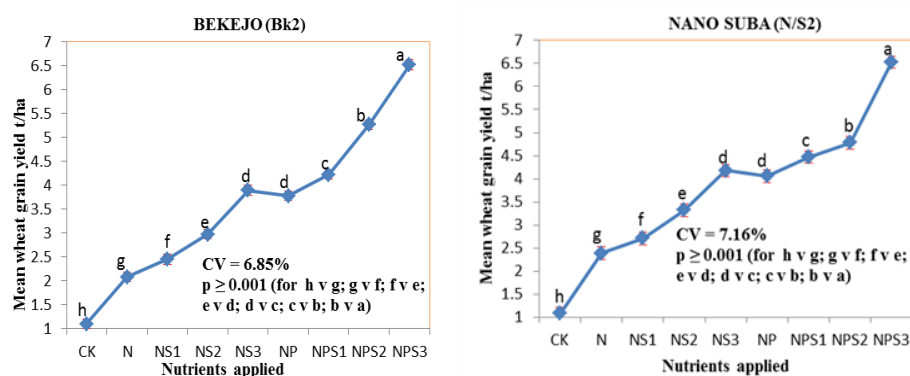 BEKEJO (Bk2)
Mean wheat grain yield t/ha
7
6.5
6
5.5
5
4.5
4
3.5
3
2.5
2
1.5
1
h
g
f
e
d
d
c
b
a
CV = 6.85%
p ≥ 0.001 (for h v g; g v f; f v e;
e v d; d v c; c v b; b v a)
CK N NS1 NS2 NS3 NP NPS1 NPS2 NPS3
Nutrients applied
NANO SUBA (N/S2)
Mean wheat grain yield t/ha
7
6.5
6
5.5
5
4.5
4
3.5
3
2.5
2
1.5
1
h
g
f
e
d
d
c
b
a
CV = 7.16%
p ≥ 0.001 (for h v g; g v f; f v e;
e v d; d v c; c v b; b v a)
CK N NS1 NS2 NS3 NP NPS1 NPS2 NPS3
Nutrients applied